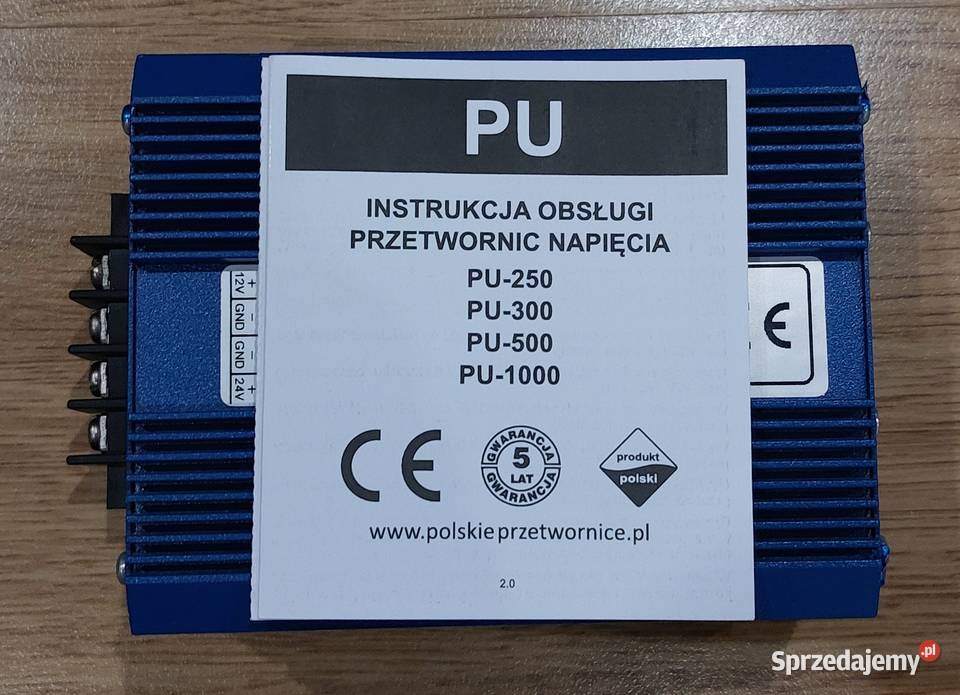 PU
INSTRUKCJA OBSŁUGI
PRZETWORNIC NAPIĘCIA
PU-250
PU-300
PU-500
PU-1000
CE
GWARANCJA
5
LAT
GWARANCJA
produkt
polski
www.polskieprzetwornice.pl
2.0
+ - - +
12V GND GND 24V
CE
Sprzedajemy.pl